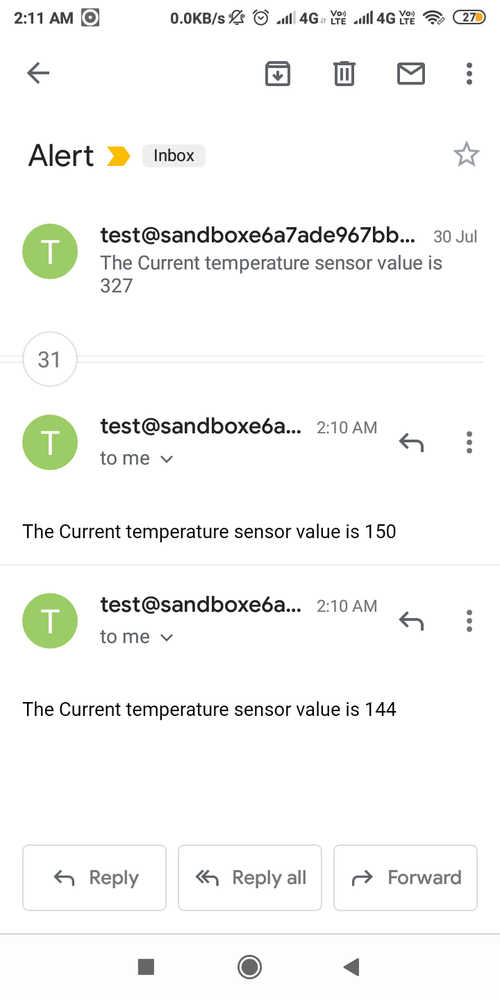 2:11 AM 0.0KB/s 4G Vo) LTE 4G Vo) LTE 27
Alert Inbox
T test@sandboxe6a7ade967bb... 30 Jul
The Current temperature sensor value is
327
31
T test@sandboxe6a... 2:10 AM
to me
The Current temperature sensor value is 150
T test@sandboxe6a... 2:10 AM
to me
The Current temperature sensor value is 144
Reply Reply all Forward